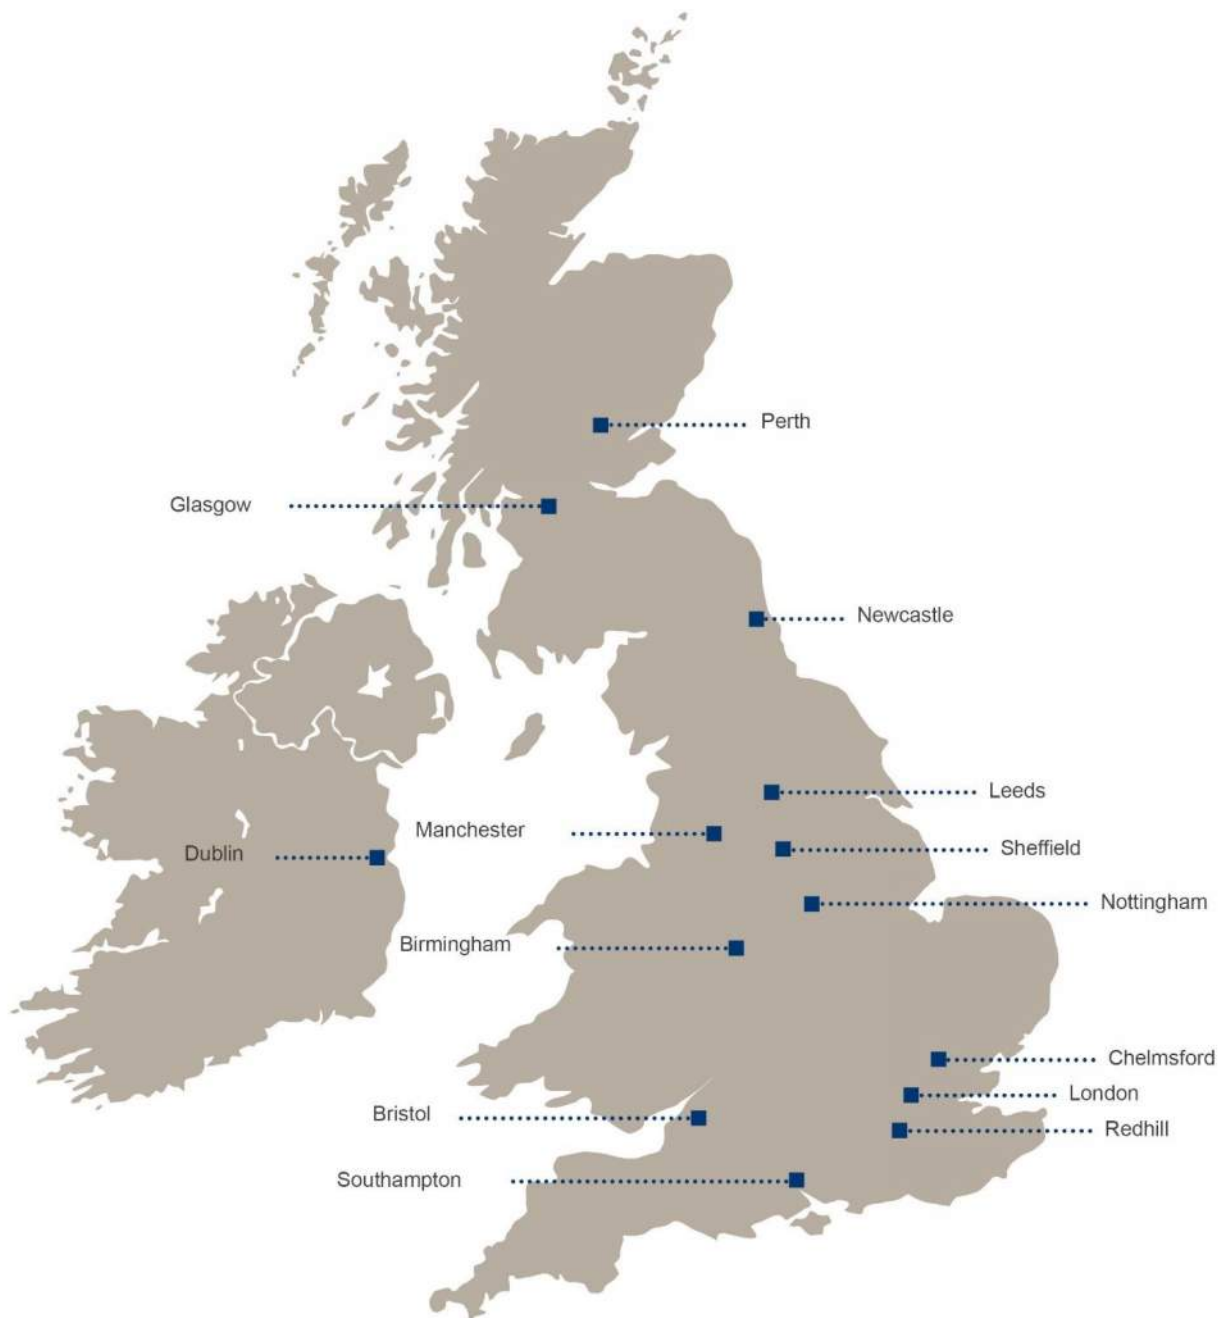 Perth
Glasgow
Newcastle
Leeds
Manchester
Sheffield
Dublin
Nottingham
Birmingham
Chelmsford
London
Bristol
Redhill
Southampton